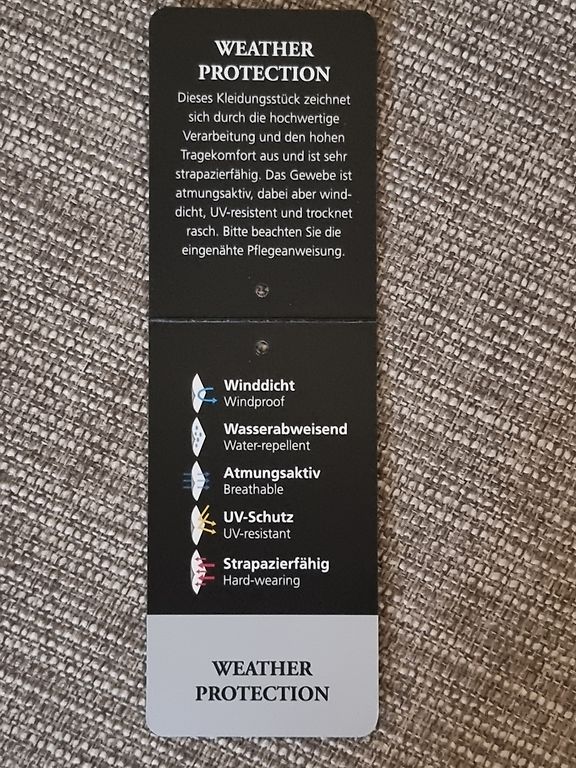 WEATHER
PROTECTION
Dieses Kleidungsstück zeichnet
sich durch die hochwertige
Verarbeitung und den hohen
Tragekomfort aus und ist sehr
strapazierfähig. Das Gewebe ist
atmungsaktiv, dabei aber wind-
dicht, UV-resistent und trocknet
rasch. Bitte beachten Sie die
eingenähte Pflegeanweisung.
Winddicht
Windproof
Wasserabweisend
Water-repellent
Atmungsaktiv
Breathable
UV-Schutz
UV-resistant
Strapazierfähig
Hard-wearing
WEATHER
PROTECTION